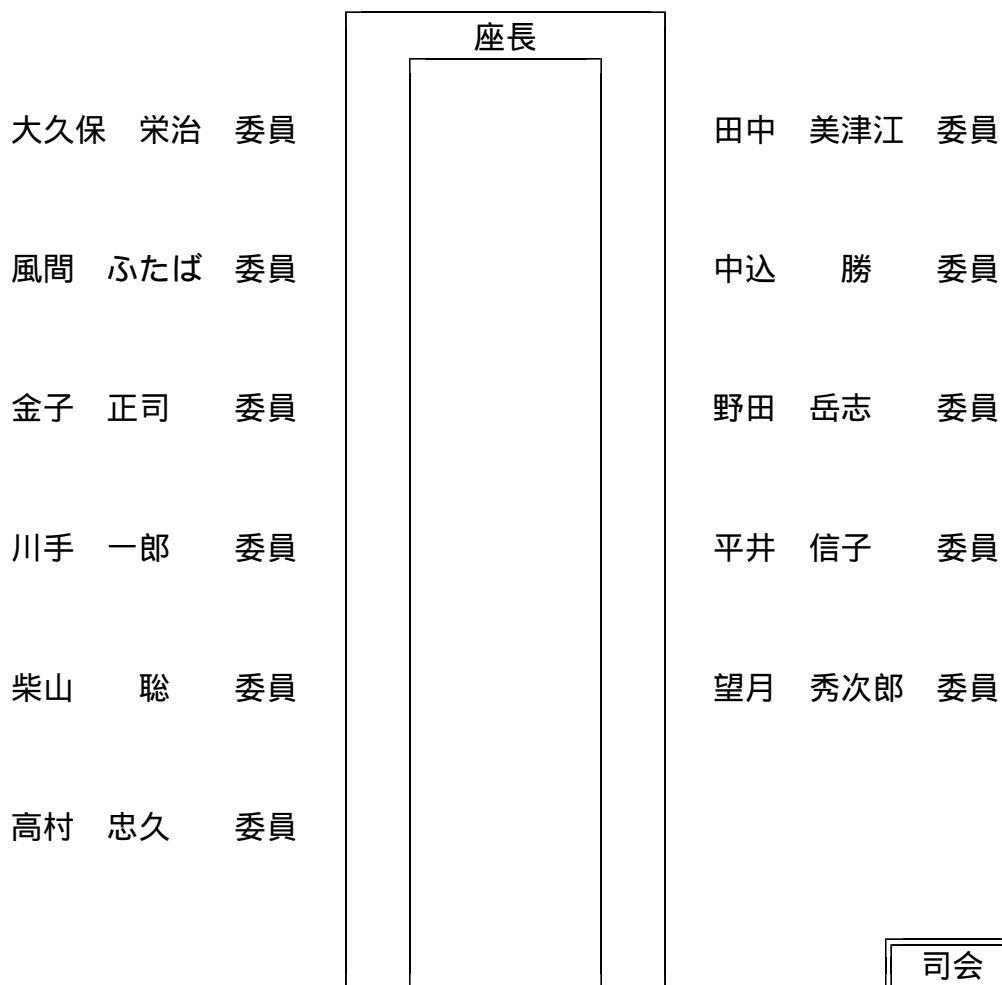 座長
大久保　栄治　委員　田中　美津江　委員
風間　ふたば　委員　中込　　勝　　委員
金子　正司　　委員　野田　岳志　　委員
川手　一郎　　委員　平井　信子　　委員
柴山　　聡　　委員　望月　秀次郎　委員
高村　忠久　　委員
司会